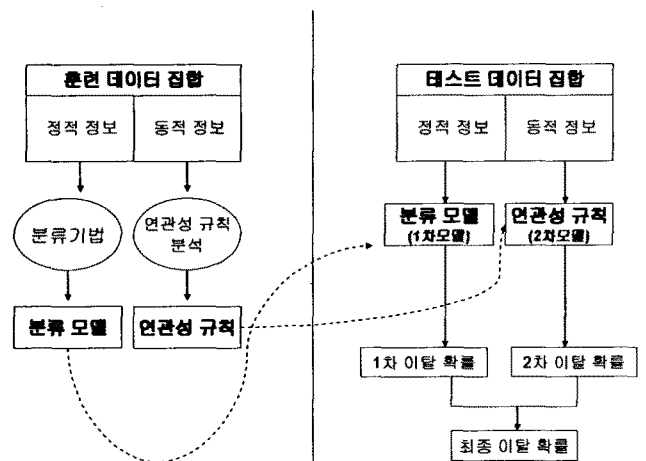 훈련 데이터 집합
정적 정보
동적 정보
분류기법
연관성 규칙
분석
분류 모델
연관성 규칙
테스트 데이터 집합
정적 정보
동적 정보
분류 모델
(1차모델)
연관성 규칙
(2차모델)
1차 이탈 확률
2차 이탈 확률
최종 이탈 확률